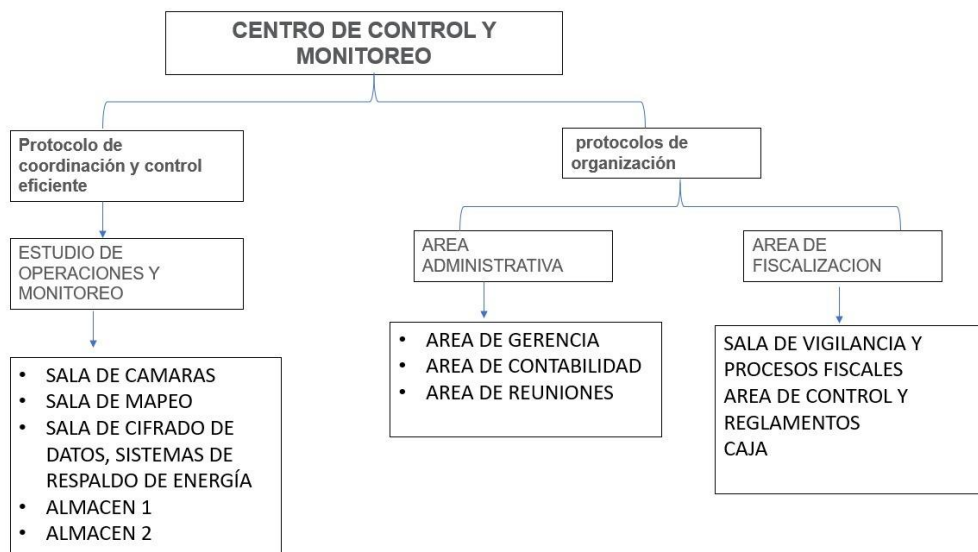 CENTRO DE CONTROL Y
MONITOREO
Protocolo de
coordinación y control
eficiente
protocolos de
organización
ESTUDIO DE
OPERACIONES Y
MONITOREO
AREA
ADMINISTRATIVA
AREA DE
FISCALIZACION
• SALA DE CAMARAS
• SALA DE MAPEO
• SALA DE CIFRADO DE
DATOS, SISTEMAS DE
RESPALDO DE ENERGÍA
• ALMACEN 1
• ALMACEN 2
• AREA DE GERENCIA
• AREA DE CONTABILIDAD
• AREA DE REUNIONES
SALA DE VIGILANCIA Y
PROCESOS FISCALES
AREA DE CONTROL Y
REGLAMENTOS
CAJA